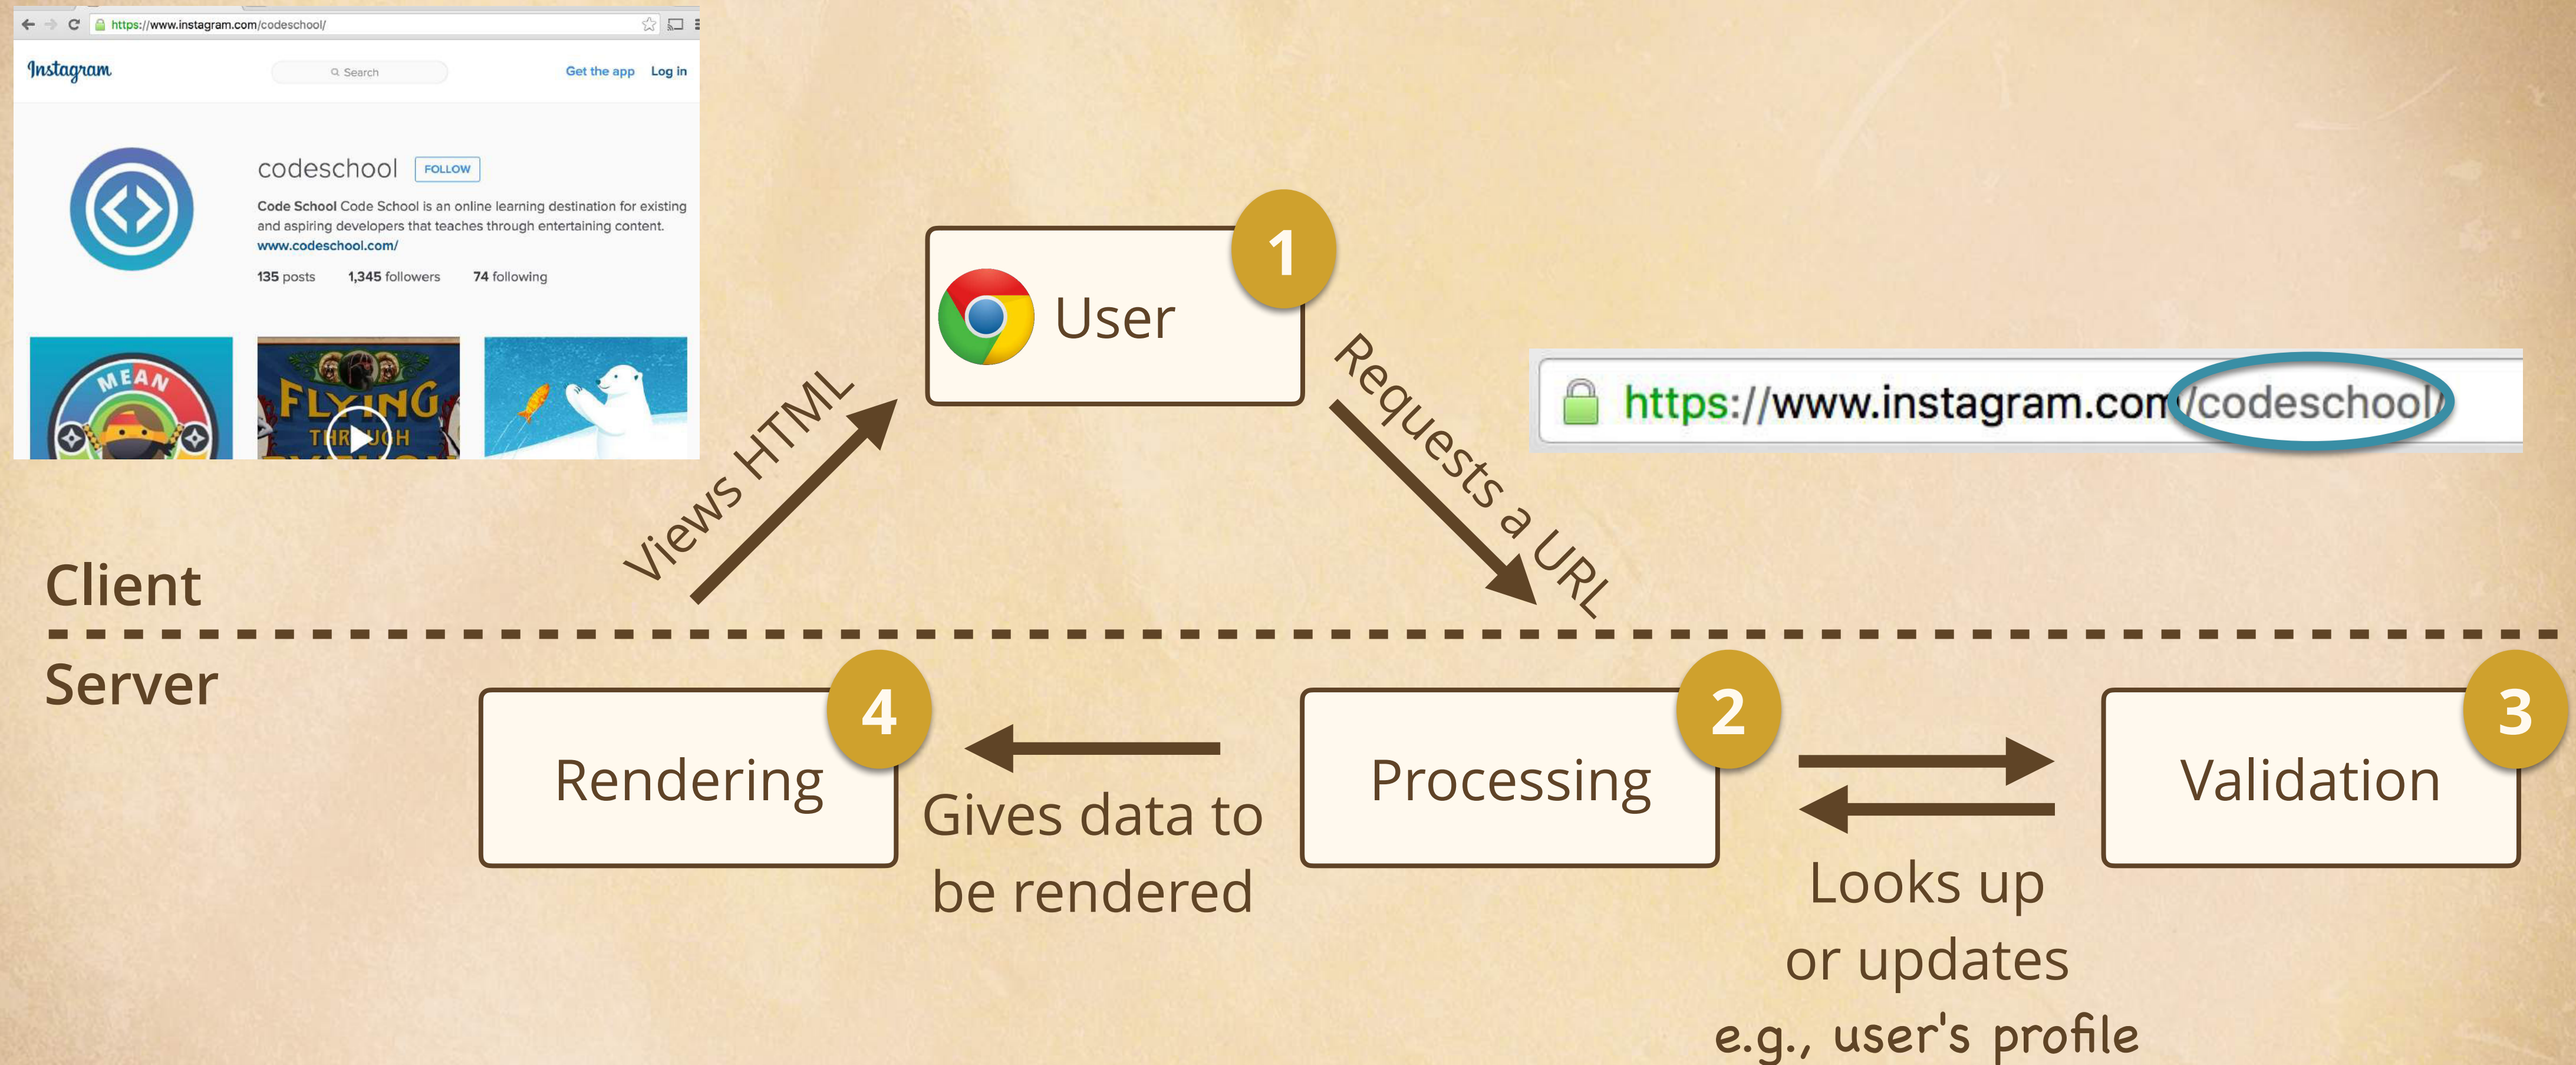 https://www.instagram.com/codeschool/
Instagram
Search
Get the app Log in
codeschool FOLLOW
Code School Code School is an online learning destination for existing
and aspiring developers that teaches through entertaining content.
www.codeschool.com/
135 posts 1,345 followers 74 following
MEAN
FLYING
THROUGH
PYTHON
1
User
Views HTML
Requests a URL
https://www.instagram.com/codeschool/
Client
Server
4
Rendering
Gives data to
be rendered
2
Processing
3
Validation
Looks up
or updates
e.g., user's profile